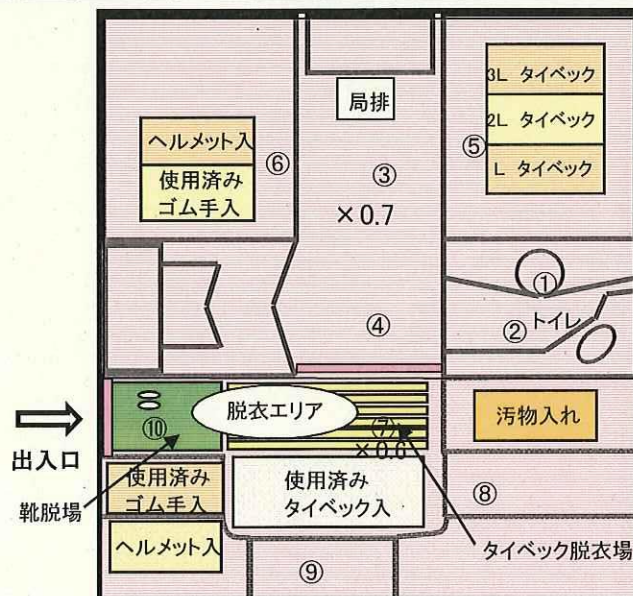 局排
3L タイベック
2L タイベック
L タイベック
⑤
ヘルメット入
使用済み
ゴム手入
⑥
③
×0.7
④
①
②
トイレ
出入口
⑩
脱衣エリア
⑦
×0.6
汚物入れ
使用済み
ゴム手入
使用済み
タイベック入
⑧
靴脱場
ヘルメット入
⑨
タイベック脱衣場